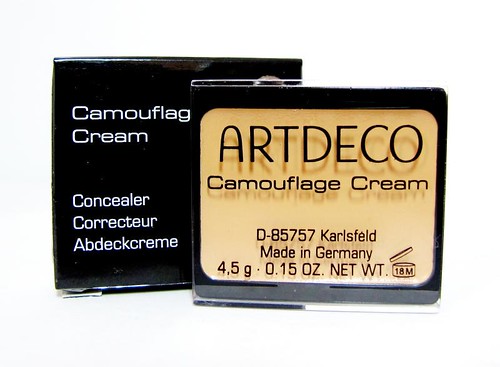 Camouflag
Cream
Concealer
Correcteur
Abdeckcreme
ARTDECO
Camouflage Cream
D-85757 Karlsfeld
Made in Germany
4,5 g · 0.15 OZ. NET WT.
18M